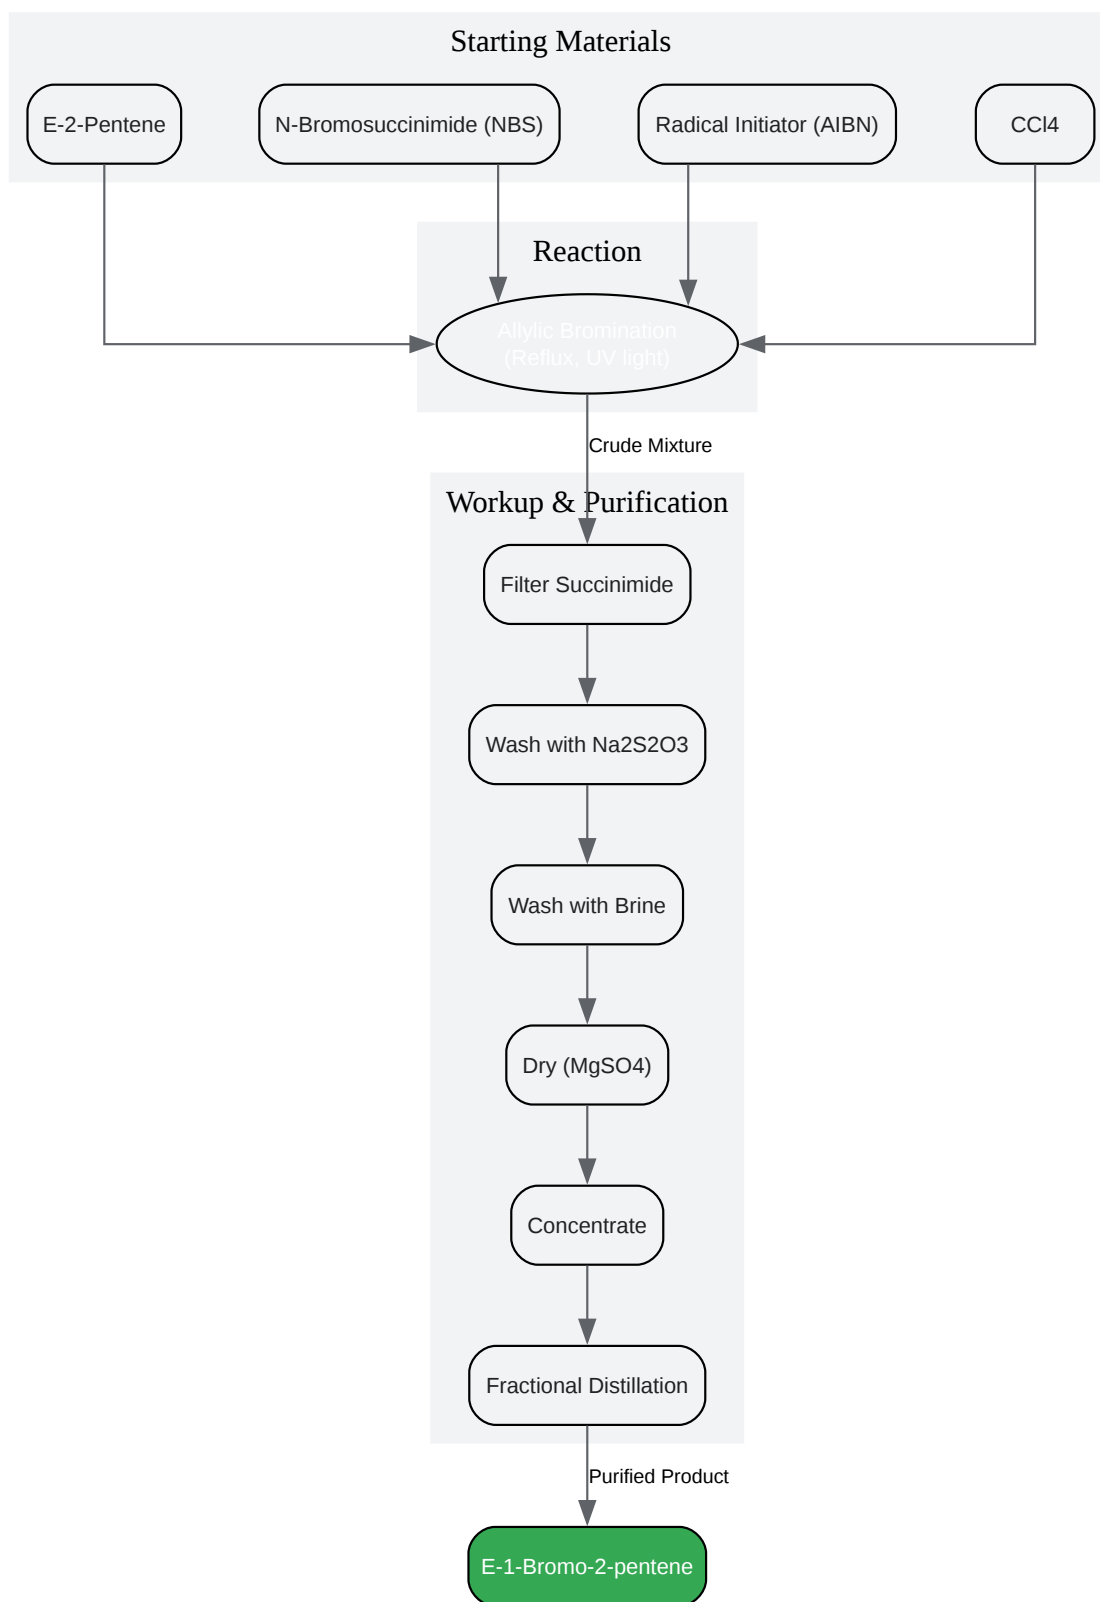 Starting Materials
E-2-Pentene
N-Bromosuccinimide (NBS)
Radical Initiator (AIBN)
CCl4
Reaction
Allylic Bromination
(Reflux, UV light)
Crude Mixture
Workup & Purification
Filter Succinimide
Wash with Na2S2O3
Wash with Brine
Dry (MgSO4)
Concentrate
Fractional Distillation
Purified Product
E-1-Bromo-2-pentene